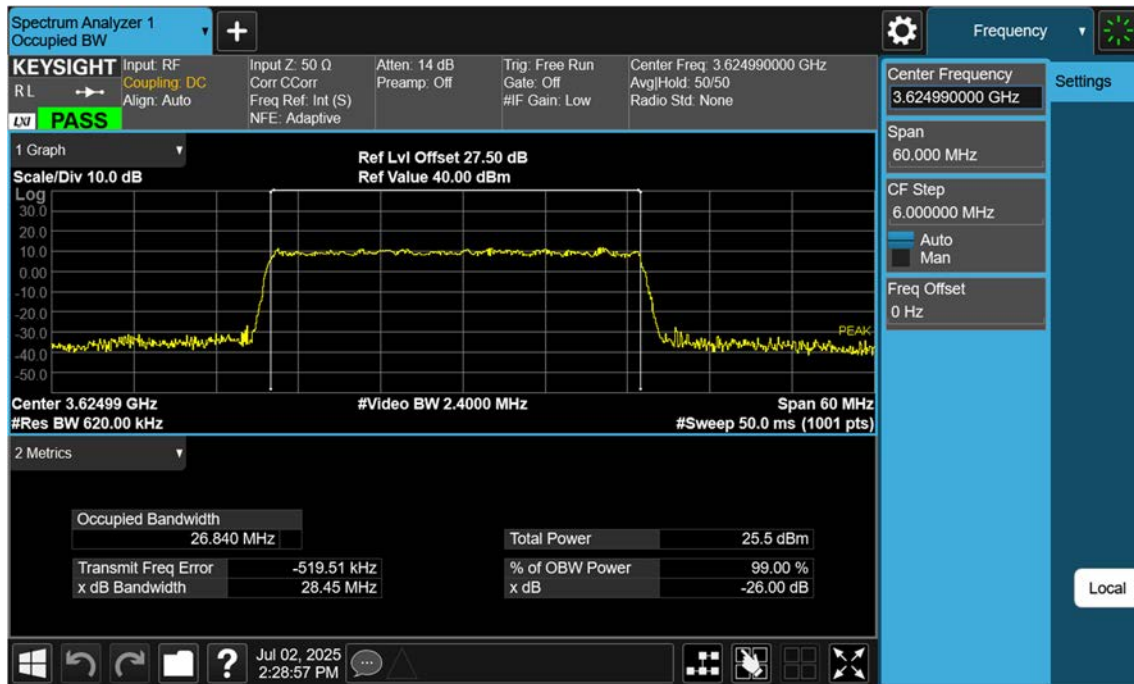 Spectrum Analyzer 1
Occupied BW
+
Frequency
KEYSIGHT
R L
LXI
PASS
Input: RF
Coupling: DC
Align: Auto
Input Z: 50 Ω
Corr CCorr
Freq Ref: Int (S)
NFE: Adaptive
Atten: 14 dB
Preamp: Off
Trig: Free Run
Gate: Off
#IF Gain: Low
Center Freq: 3.624990000 GHz
Avg|Hold: 50/50
Radio Std: None
Center Frequency
3.624990000 GHz
Settings
Span
60.000 MHz
CF Step
6.000000 MHz
Auto
Man
Freq Offset
0 Hz
1 Graph
Scale/Div 10.0 dB
Ref Lvl Offset 27.50 dB
Ref Value 40.00 dBm
Log
30.0
20.0
10.0
0.00
-10.0
-20.0
-30.0
-40.0
-50.0
PEAK
Center 3.62499 GHz
#Video BW 2.4000 MHz
Span 60 MHz
#Res BW 620.00 kHz
#Sweep 50.0 ms (1001 pts)
2 Metrics
Occupied Bandwidth
26.840 MHz
Total Power 25.5 dBm
Transmit Freq Error -519.51 kHz
% of OBW Power 99.00 %
x dB Bandwidth 28.45 MHz
x dB -26.00 dB
Local
?
Jul 02, 2025
2:28:57 PM